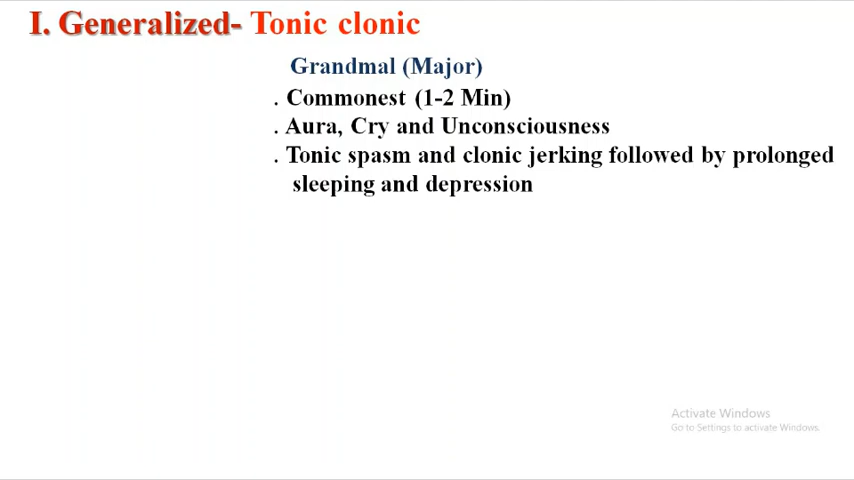 I. Generalized- Tonic clonic
Grandmal (Major)
. Commonest (1-2 Min)
. Aura, Cry and Unconsciousness
. Tonic spasm and clonic jerking followed by prolonged
sleeping and depression
Activate Windows
Go to Settings to activate Windows.